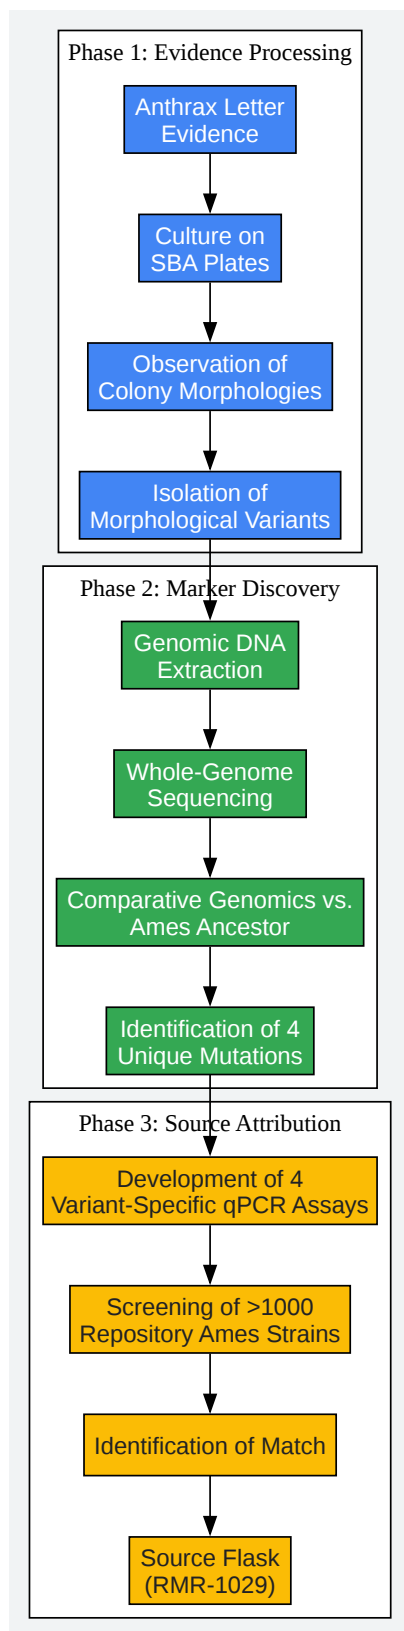 Phase 1: Evidence Processing
Anthrax Letter
Evidence
Culture on
SBA Plates
Observation of
Colony Morphologies
Isolation of
Morphological Variants
Phase 2: Marker Discovery
Genomic DNA
Extraction
Whole-Genome
Sequencing
Comparative Genomics vs.
Ames Ancestor
Identification of 4
Unique Mutations
Phase 3: Source Attribution
Development of 4
Variant-Specific qPCR Assays
Screening of >1000
Repository Ames Strains
Identification of Match
Source Flask
(RMR-1029)